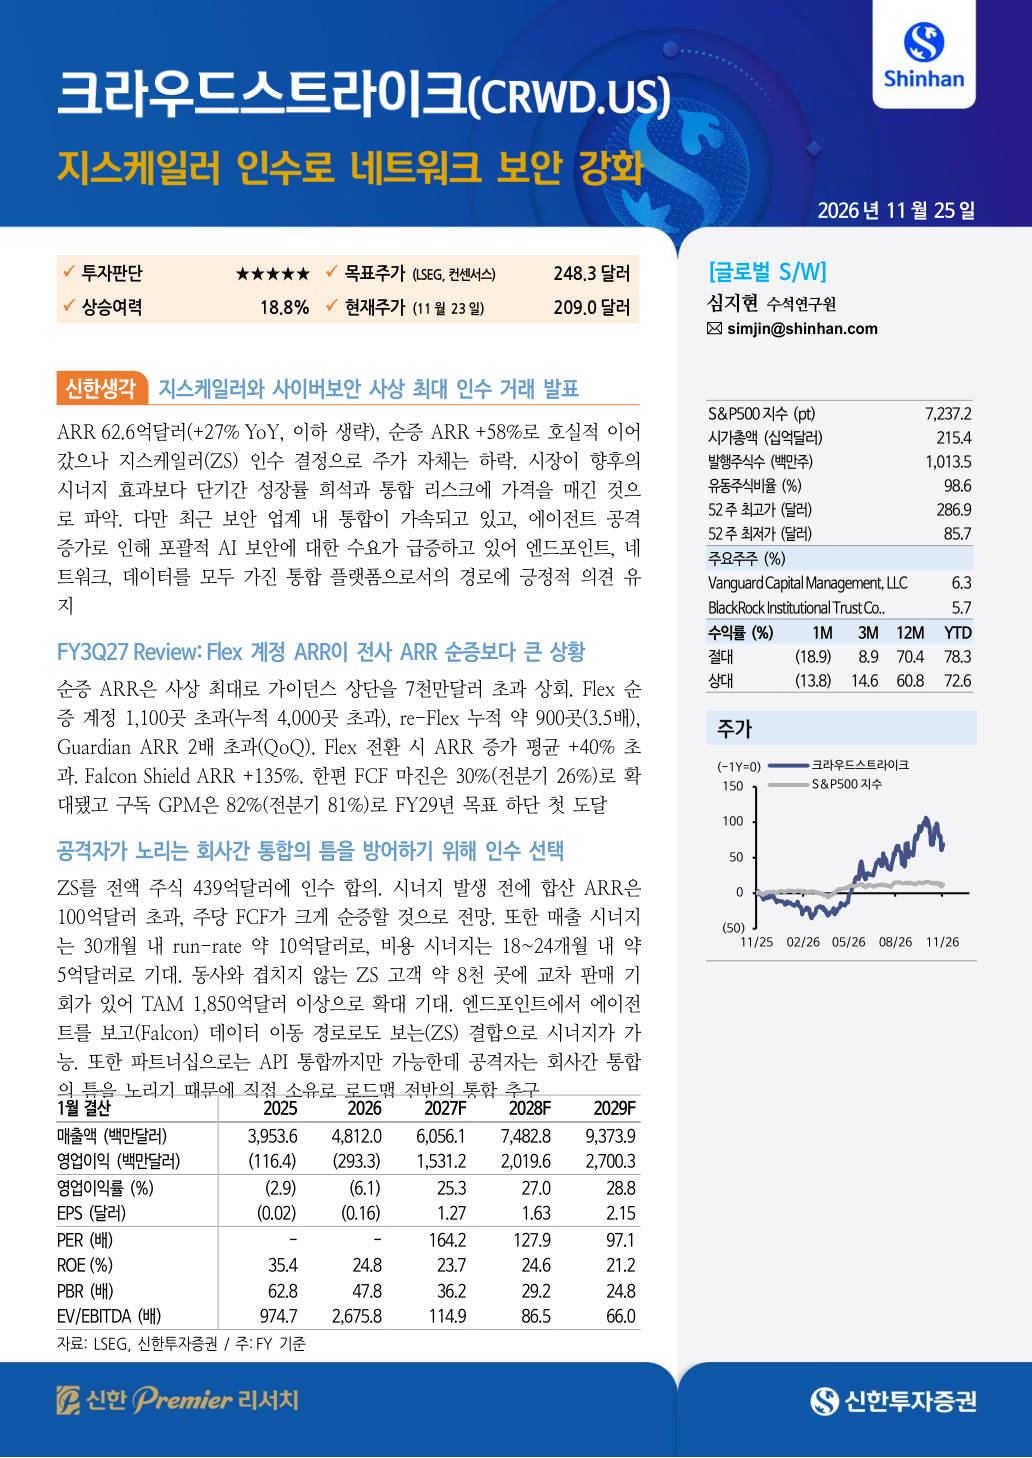 Shinhan
크라우드스트라이크(CRWD.US)
지스케일러 인수로 네트워크 보안 강화
2026년 11월 25일
✓ 투자판단 ★★★★★ ✓ 목표주가 (LSEG, 컨센서스) 248.3 달러
✓ 상승여력 18.8% ✓ 현재주가 (11월 23일) 209.0 달러
신한생각 지스케일러와 사이버보안 사상 최대 인수 거래 발표
ARR 62.6억달러(+27% YoY, 이하 생략), 순증 ARR +58%로 호실적 이어
갔으나 지스케일러(ZS) 인수 결정으로 주가 자체는 하락. 시장이 향후의
시너지 효과보다 단기간 성장률 희석과 통합 리스크에 가격을 매긴 것으
로 파악. 다만 최근 보안 업계 내 통합이 가속되고 있고, 에이전트 공격
증가로 인해 포괄적 AI 보안에 대한 수요가 급증하고 있어 엔드포인트, 네
트워크, 데이터를 모두 가진 통합 플랫폼으로서의 경로에 긍정적 의견 유
지
FY3Q27 Review: Flex 계정 ARR이 전사 ARR 순증보다 큰 상황
순증 ARR은 사상 최대로 가이던스 상단을 7천만달러 초과 상회. Flex 순
증 계정 1,100곳 초과(누적 4,000곳 초과), re-Flex 누적 약 900곳(3.5배),
Guardian ARR 2배 초과(QoQ). Flex 전환 시 ARR 증가 평균 +40% 초
과. Falcon Shield ARR +135%. 한편 FCF 마진은 30%(전분기 26%)로 확
대됐고 구독 GPM은 82%(전분기 81%)로 FY29년 목표 하단 첫 도달
공격자가 노리는 회사간 통합의 틈을 방어하기 위해 인수 선택
ZS를 전액 주식 439억달러에 인수 합의. 시너지 발생 전에 합산 ARR은
100억달러 초과, 주당 FCF가 크게 순증할 것으로 전망. 또한 매출 시너지
는 30개월 내 run-rate 약 10억달러로, 비용 시너지는 18~24개월 내 약
5억달러로 기대. 동사와 겹치지 않는 ZS 고객 약 8천 곳에 교차 판매 기
회가 있어 TAM 1,850억달러 이상으로 확대 기대. 엔드포인트에서 에이전
트를 보고(Falcon) 데이터 이동 경로로도 보는(ZS) 결합으로 시너지가 가
능. 또한 파트너십으로는 API 통합까지만 가능한데 공격자는 회사간 통합
의 틈을 노리기 때문에 직접 소유로 로드맵 전반의 통합 추구
1월 결산 2025 2026 2027F 2028F 2029F
매출액 (백만달러) 3,953.6 4,812.0 6,056.1 7,482.8 9,373.9
영업이익 (백만달러) (116.4) (293.3) 1,531.2 2,019.6 2,700.3
영업이익률 (%) (2.9) (6.1) 25.3 27.0 28.8
EPS (달러) (0.02) (0.16) 1.27 1.63 2.15
PER (배) - - 164.2 127.9 97.1
ROE (%) 35.4 24.8 23.7 24.6 21.2
PBR (배) 62.8 47.8 36.2 29.2 24.8
EV/EBITDA (배) 974.7 2,675.8 114.9 86.5 66.0
자료: LSEG, 신한투자증권 / 주: FY 기준
[글로벌 S/W]
심지현 수석연구원
✉ simjin@shinhan.com
S&P500 지수 (pt) 7,237.2
시가총액 (십억달러) 215.4
발행주식수 (백만주) 1,013.5
유동주식비율 (%) 98.6
52주 최고가 (달러) 286.9
52주 최저가 (달러) 85.7
주요주주 (%)
Vanguard Capital Management, LLC 6.3
BlackRock Institutional Trust Co.. 5.7
수익률 (%) 1M 3M 12M YTD
절대 (18.9) 8.9 70.4 78.3
상대 (13.8) 14.6 60.8 72.6
주가
(-1Y=0) 크라우드스트라이크
S&P500 지수
150
100
50
0
(50)
11/25 02/26 05/26 08/26 11/26
신한 Premier 리서치
신한투자증권